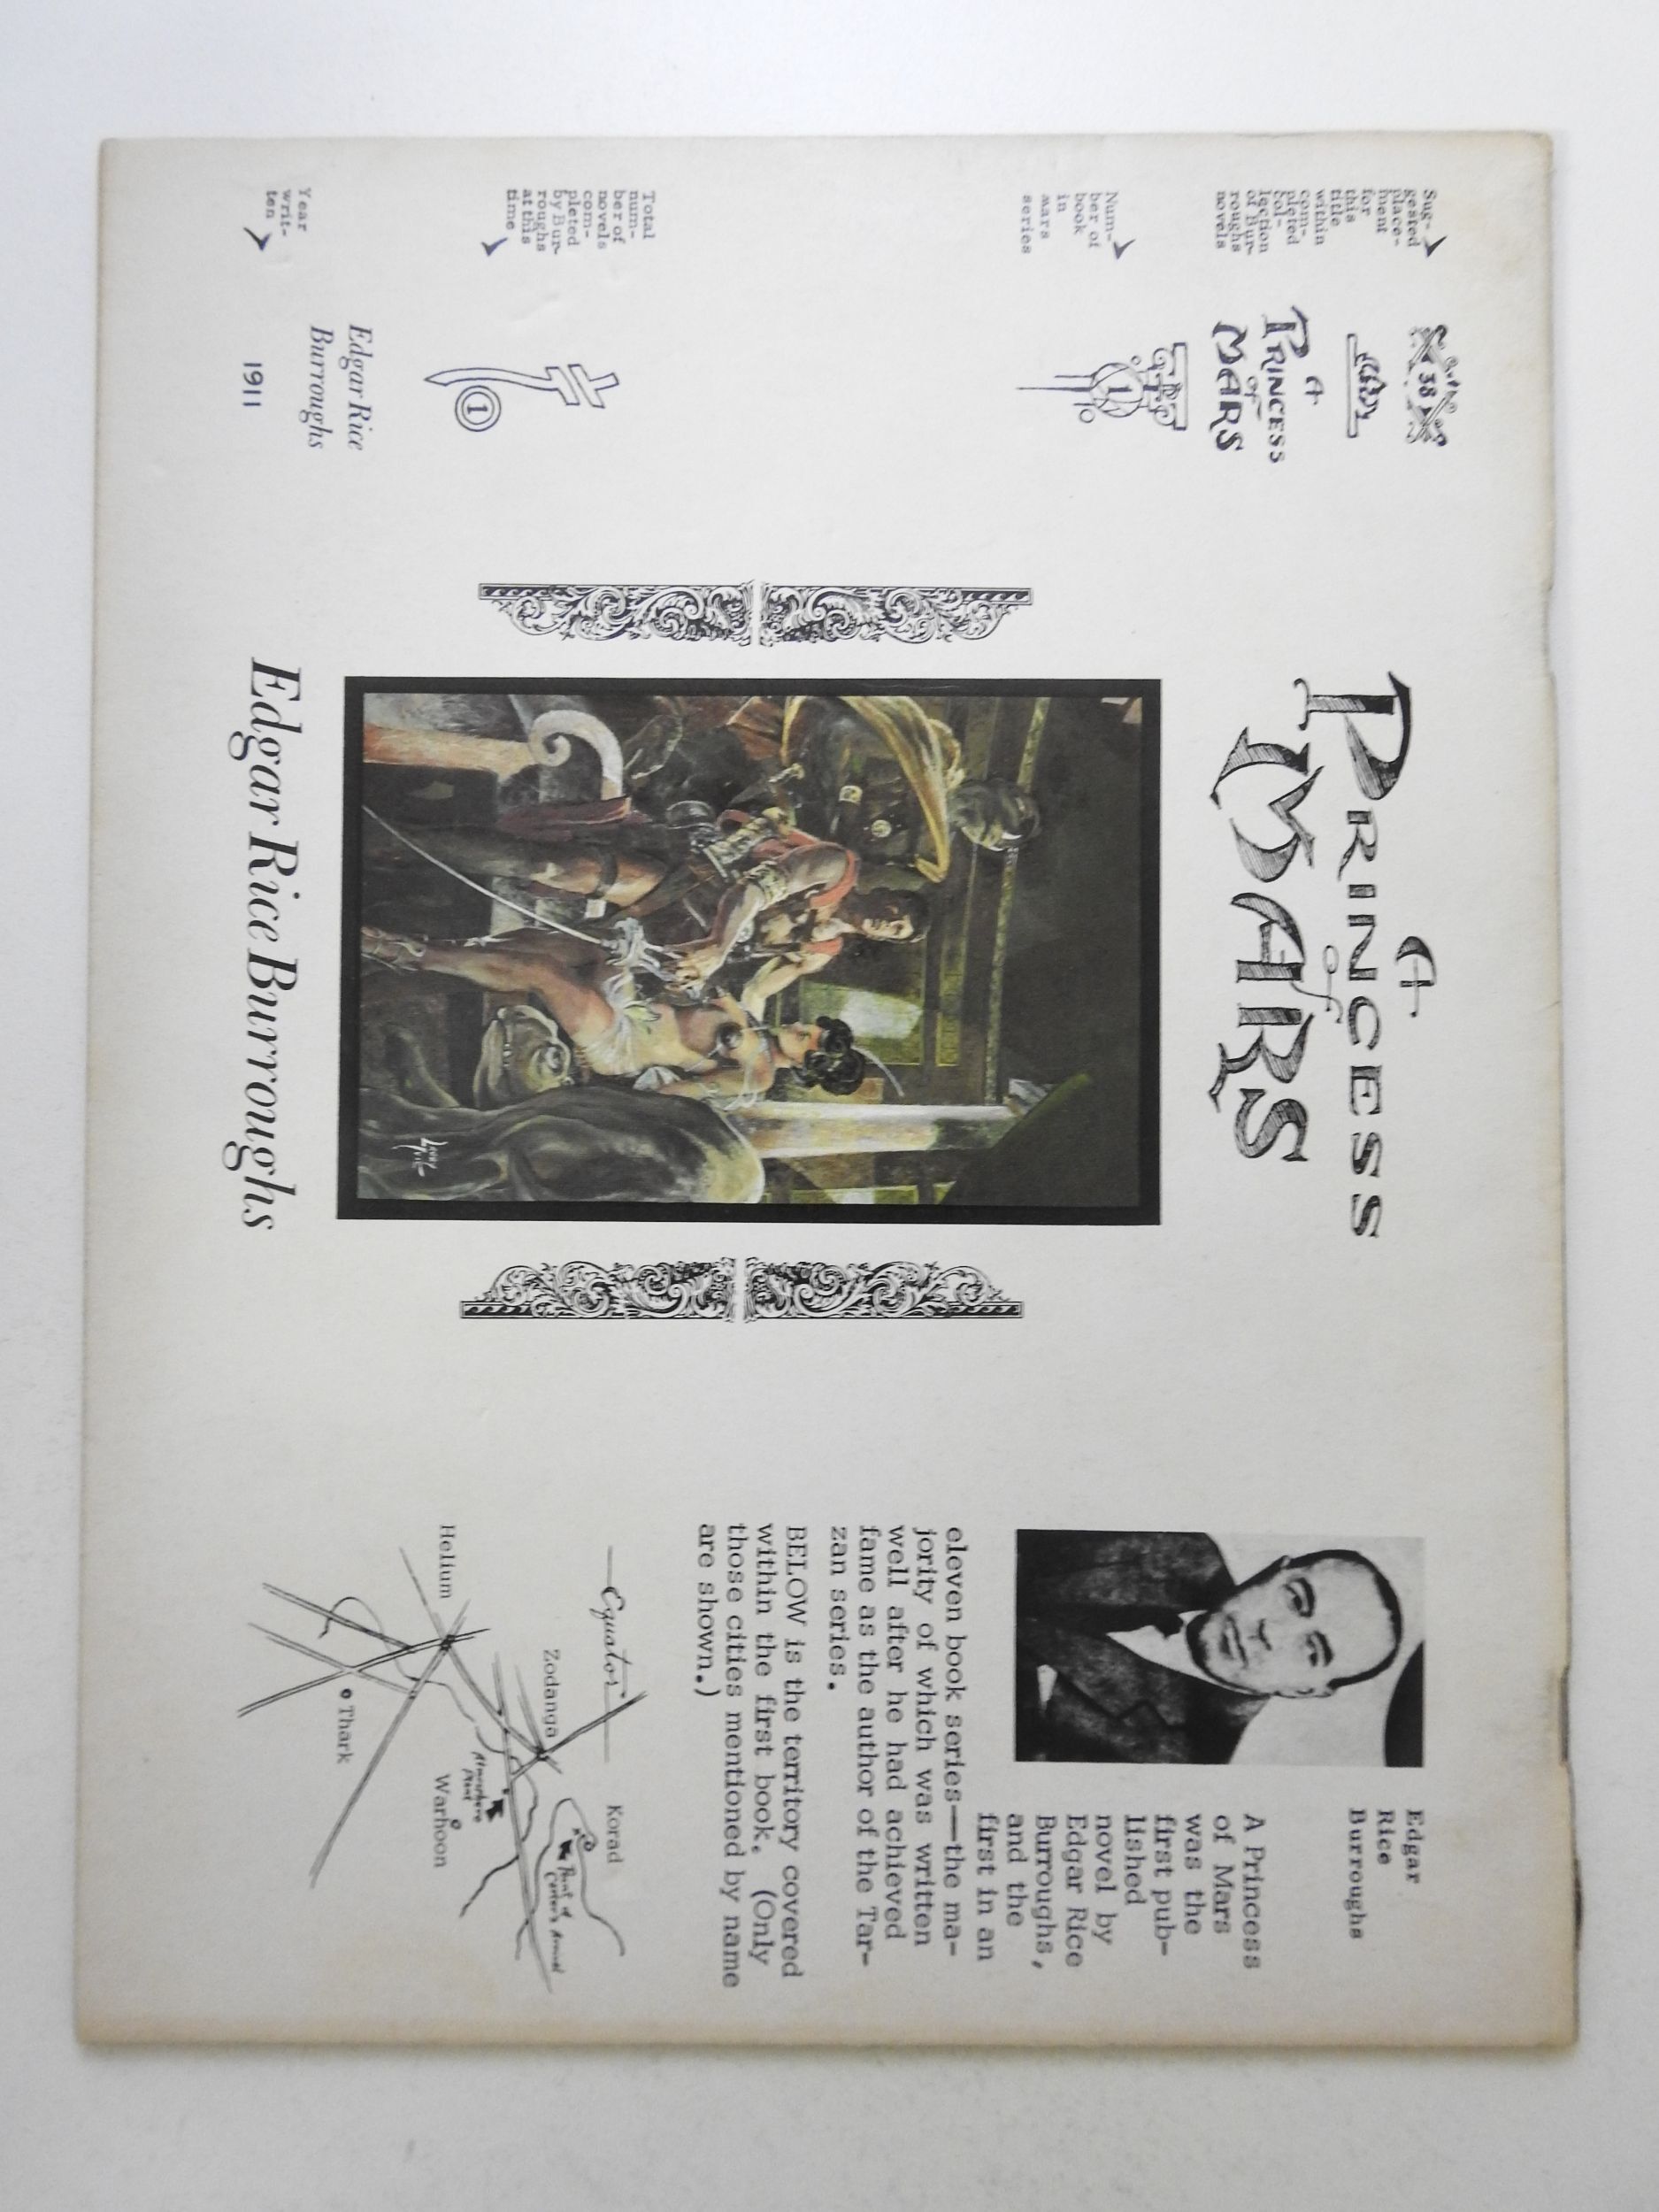 Sug-
gested
place-
ment
for
this
title
within
com-
pleted
col-
lection
of Bur-
roughs
novels
38
A
PRINCESS
of
MARS
Num-
ber of
book
in
mars
series
1
Total
num-
ber of
novels
com-
pleted
by Bur-
roughs
at this
time
1
Edgar Rice
Burroughs
Year
writ-
ten
1911
A
PRINCESS
of
MARS
Edgar Rice Burroughs
Edgar
Rice
Burroughs
A Princess
of Mars
was the
first pub-
lished
novel by
Edgar Rice
Burroughs,
and the
first in an
eleven book series—the ma-
jority of which was written
well after he had achieved
fame as the author of the Tar-
zan series.
BELOW is the territory covered
within the first book. (Only
those cities mentioned by name
are shown.)
Equator
Korad
Point of
Carter's Arrival
Zodanga
Atmosphere
Plant
Warhoon
Helium
Thark